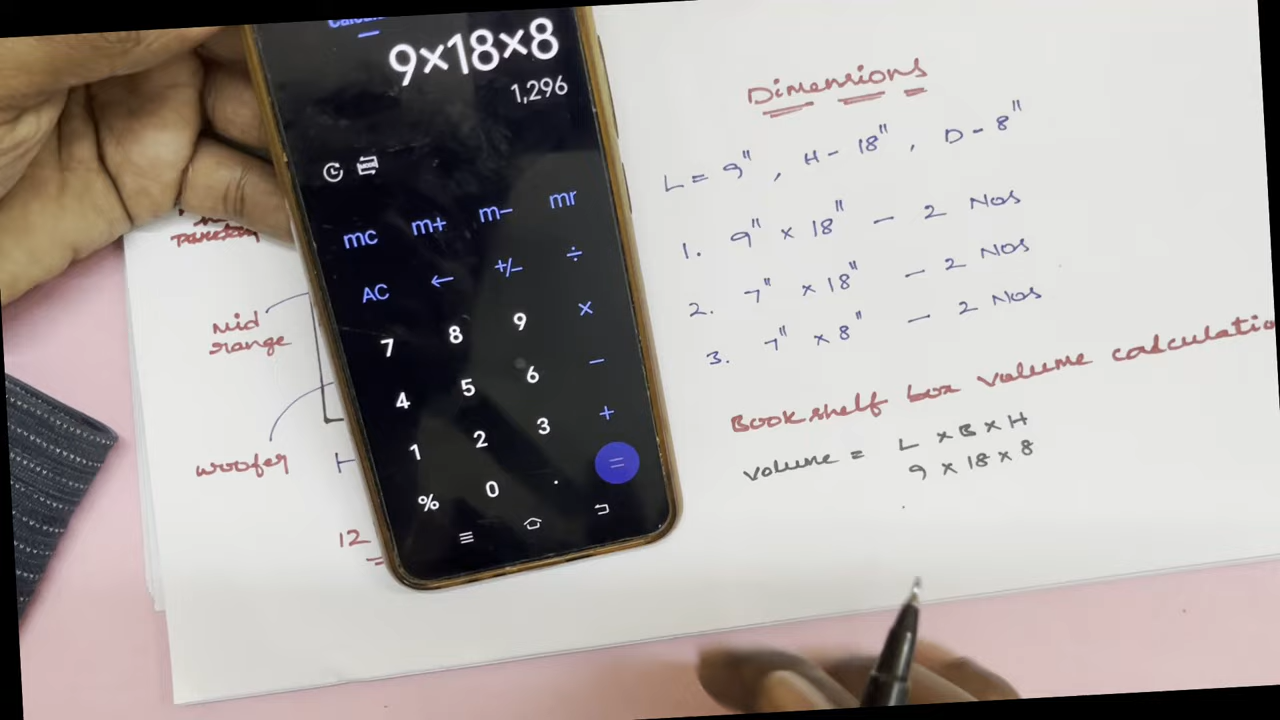 9×18×8
1,296
mc m+ m− mr
AC ← +/− ÷
7 8 9 ×
4 5 6 −
1 2 3 +
% 0 . =
mid
range
woofer
H
12
Dimensions
L = 9" , H - 18" , D - 8"
1. 9" x 18" - 2 Nos
2. 7" x 18" - 2 Nos
3. 7" x 8" - 2 Nos
Bookshelf box volume calculatio
volume = L x B x H
9 x 18 x 8